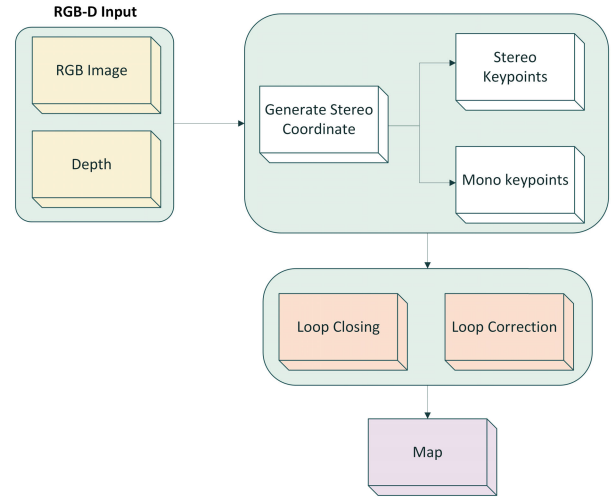 RGB-D Input
RGB Image
Depth
Generate Stereo
Coordinate
Stereo
Keypoints
Mono keypoints
Loop Closing
Loop Correction
Map